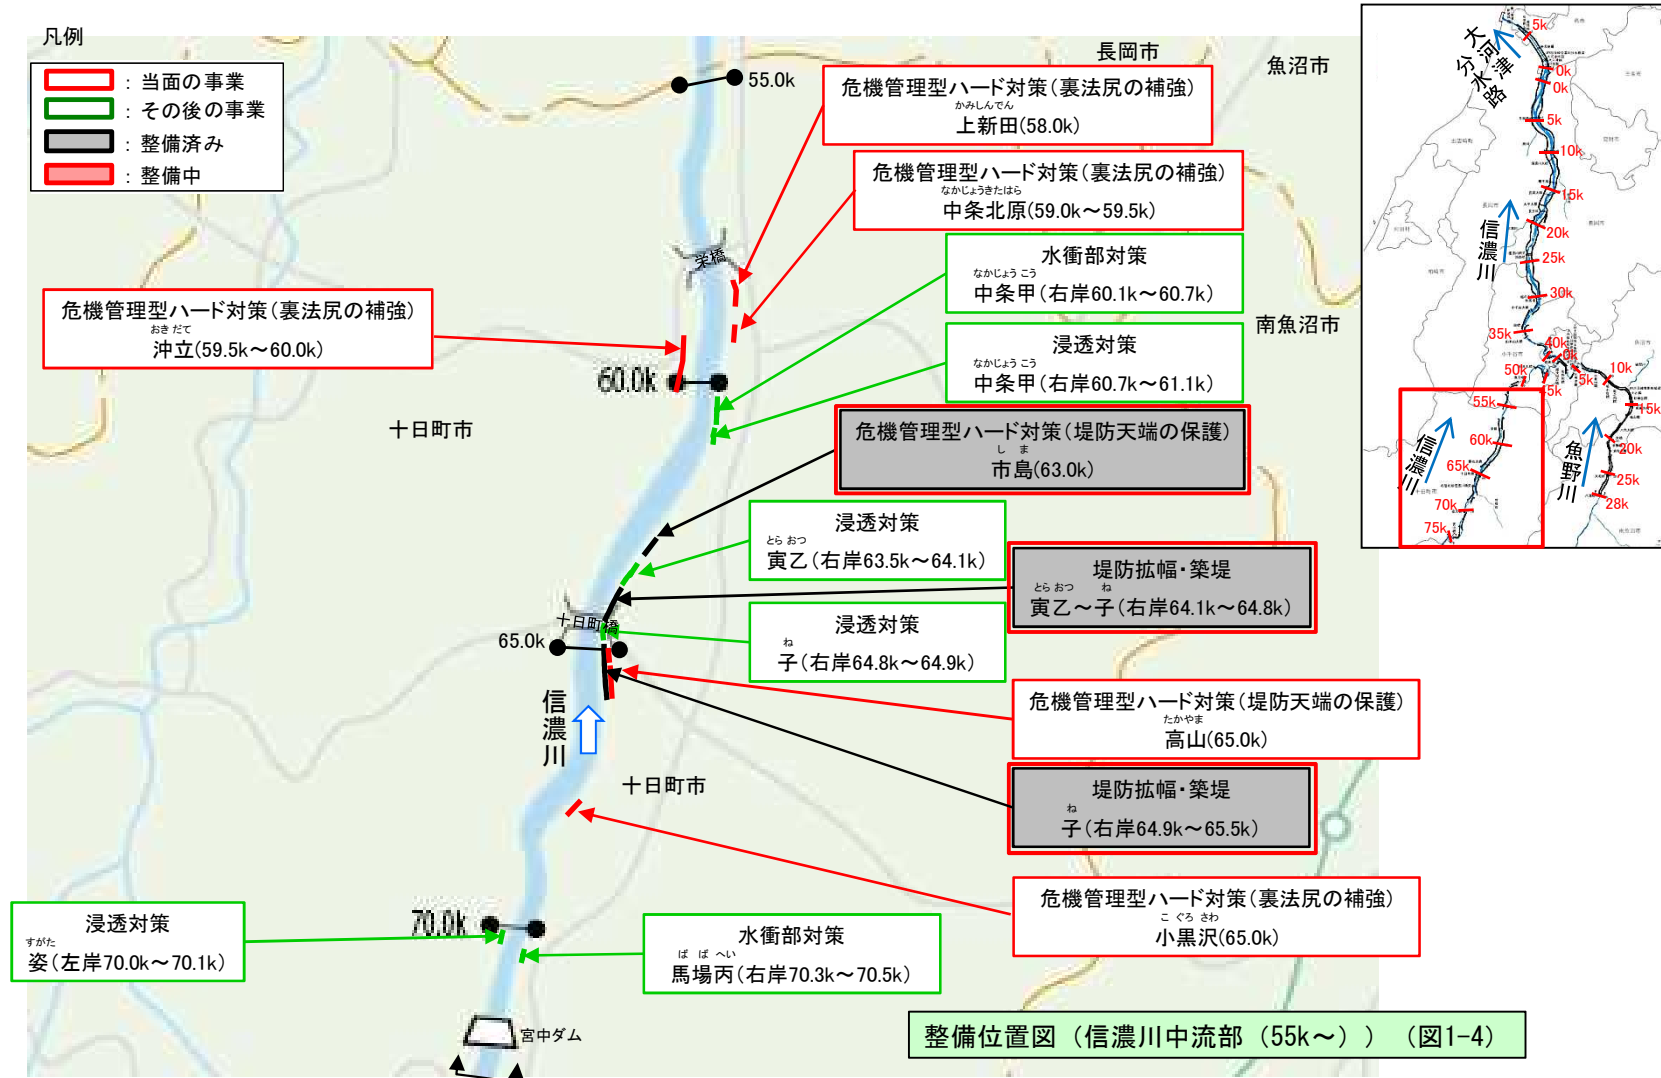 凡例
：当面の事業
：その後の事業
：整備済み
：整備中
長岡市
魚沼市
55.0k
危機管理型ハード対策（裏法尻の補強）
かみしんでん
上新田(58.0k)
危機管理型ハード対策（裏法尻の補強）
なかじょうきたはら
中条北原(59.0k～59.5k)
栄橋
水衝部対策
なかじょう こう
中条甲（右岸60.1k～60.7k）
南魚沼市
危機管理型ハード対策（裏法尻の補強）
おき だて
沖立(59.5k～60.0k)
浸透対策
なかじょう こう
中条甲（右岸60.7k～61.1k）
60.0k
十日町市
危機管理型ハード対策（堤防天端の保護）
し ま
市島(63.0k)
浸透対策
とら おつ
寅乙（右岸63.5k～64.1k）
堤防拡幅・築堤
とら おつ ね
寅乙～子（右岸64.1k～64.8k）
十日町橋
65.0k
浸透対策
ね
子（右岸64.8k～64.9k）
信濃川
危機管理型ハード対策（堤防天端の保護）
たかやま
高山(65.0k)
十日町市
堤防拡幅・築堤
ね
子（右岸64.9k～65.5k）
危機管理型ハード対策（裏法尻の補強）
こ ぐろ さわ
小黒沢(65.0k)
70.0k
浸透対策
すがた
姿（左岸70.0k～70.1k）
水衝部対策
ば ば へい
馬場丙（右岸70.3k～70.5k）
宮中ダム
整備位置図（信濃川中流部（55k～））（図1-4）
大河津
分水路
5k
0k
0k
5k
10k
15k
信濃川
20k
25k
30k
35k
40k
0k
50k
45k
5k
10k
15k
55k
信濃川
60k
魚野川
20k
65k
25k
70k
28k
75k